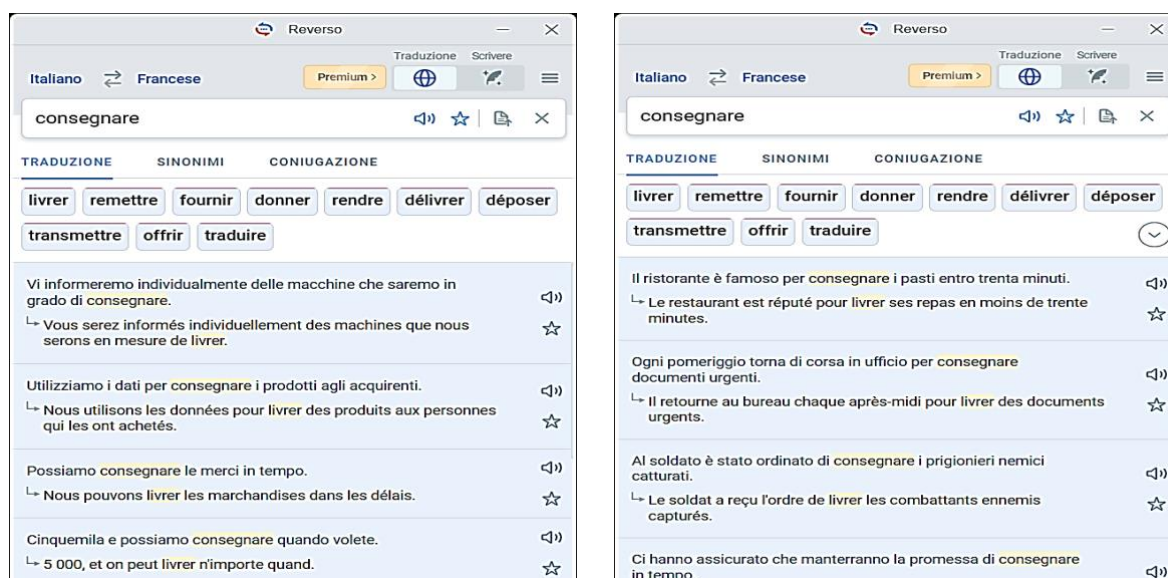 Reverso
Traduzione Scrivere
Italiano Francese Premium >
consegnare
TRADUZIONE SINONIMI CONIUGAZIONE
livrer remettre fournir donner rendre délivrer déposer
transmettre offrir traduire
Vi informeremo individualmente delle macchine che saremo in
grado di consegnare.
Vous serez informés individuellement des machines que nous
serons en mesure de livrer.
Utilizziamo i dati per consegnare i prodotti agli acquirenti.
Nous utilisons les données pour livrer des produits aux personnes
qui les ont achetés.
Possiamo consegnare le merci in tempo.
Nous pouvons livrer les marchandises dans les délais.
Cinquemila e possiamo consegnare quando volete.
5 000, et on peut livrer n'importe quand.
Reverso
Traduzione Scrivere
Italiano Francese Premium >
consegnare
TRADUZIONE SINONIMI CONIUGAZIONE
livrer remettre fournir donner rendre délivrer déposer
transmettre offrir traduire
Il ristorante è famoso per consegnare i pasti entro trenta minuti.
Le restaurant est réputé pour livrer ses repas en moins de trente
minutes.
Ogni pomeriggio torna di corsa in ufficio per consegnare
documenti urgenti.
Il retourne au bureau chaque après-midi pour livrer des documents
urgents.
Al soldato è stato ordinato di consegnare i prigionieri nemici
catturati.
Le soldat a reçu l'ordre de livrer les combattants ennemis
capturés.
Ci hanno assicurato che manterranno la promessa di consegnare
in tempo